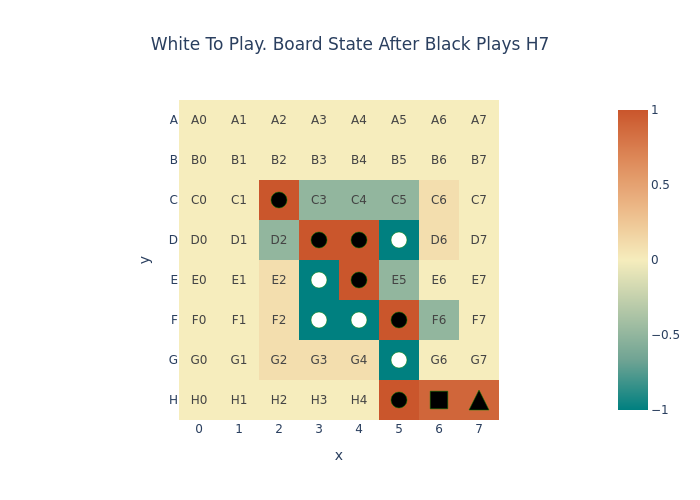 White To Play. Board State After Black Plays H7
A A0 A1 A2 A3 A4 A5 A6 A7
B B0 B1 B2 B3 B4 B5 B6 B7
C C0 C1 C3 C4 C5 C6 C7
D D0 D1 D2 D6 D7
E E0 E1 E2 E5 E6 E7
F F0 F1 F2 F6 F7
G G0 G1 G2 G3 G4 G6 G7
H H0 H1 H2 H3 H4
0 1 2 3 4 5 6 7
x
y
1
0.5
0
−0.5
−1